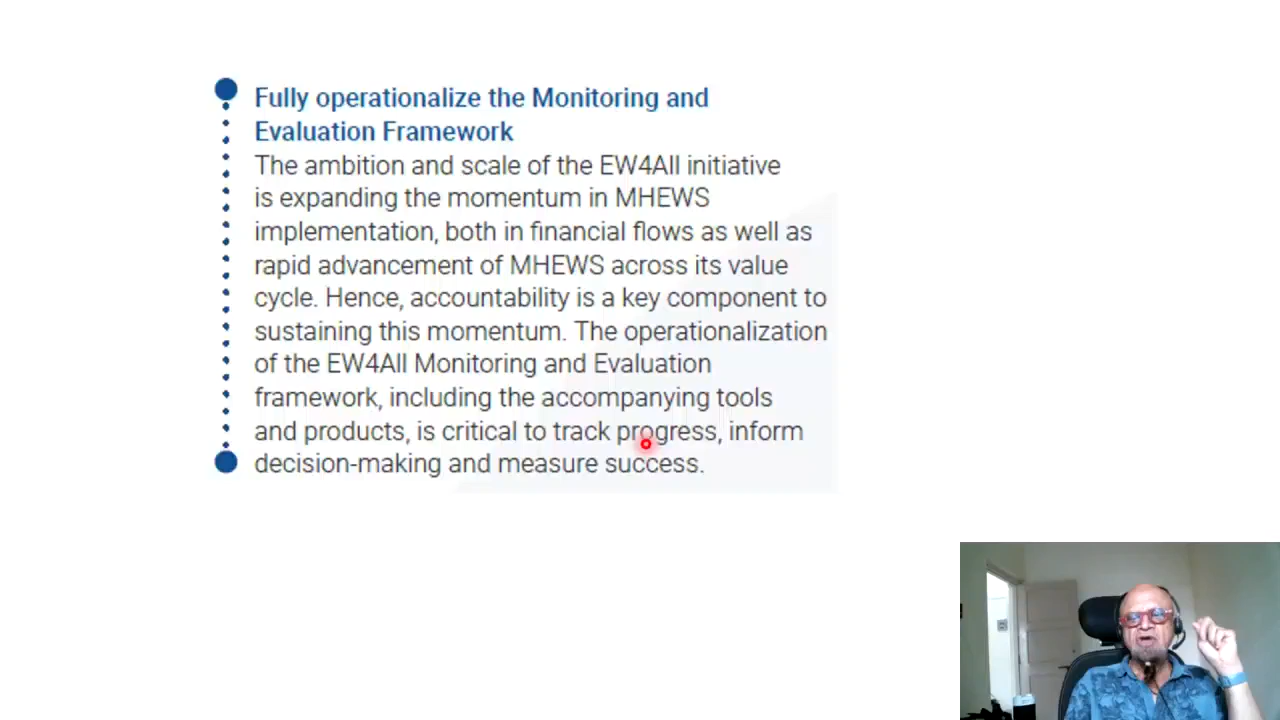 Fully operationalize the Monitoring and
Evaluation Framework
The ambition and scale of the EW4All initiative
is expanding the momentum in MHEWS
implementation, both in financial flows as well as
rapid advancement of MHEWS across its value
cycle. Hence, accountability is a key component to
sustaining this momentum. The operationalization
of the EW4All Monitoring and Evaluation
framework, including the accompanying tools
and products, is critical to track progress, inform
decision-making and measure success.